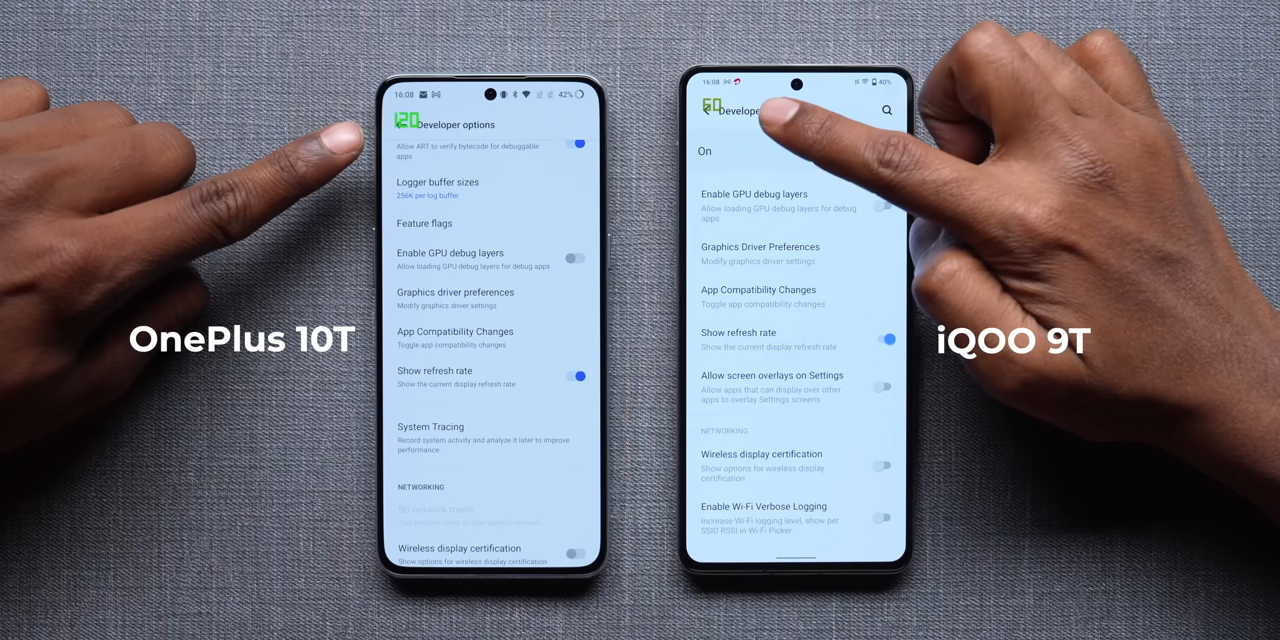 16:08
42%
120
Developer options
Allow ART to verify bytecode for debuggable
apps
Logger buffer sizes
256K per log buffer
Feature flags
Enable GPU debug layers
Allow loading GPU debug layers for debug apps
Graphics driver preferences
Modify graphics driver settings
App Compatibility Changes
Toggle app compatibility changes
Show refresh rate
Show the current display refresh rate
System Tracing
Record system activity and analyze it later to improve
performance
NETWORKING
5G network mode
Wireless display certification
Show options for wireless display certification
OnePlus 10T
16:08
40%
60
On
Enable GPU debug layers
Allow loading GPU debug layers for debug
apps
Graphics Driver Preferences
Modify graphics driver settings
App Compatibility Changes
Toggle app compatibility changes
Show refresh rate
Show the current display refresh rate
Allow screen overlays on Settings
Allow apps that can display over other
apps to overlay Settings screens
NETWORKING
Wireless display certification
Show options for wireless display
certification
Enable Wi-Fi Verbose Logging
Increase Wi-Fi logging level, show per
SSID RSSI in Wi-Fi Picker
iQOO 9T